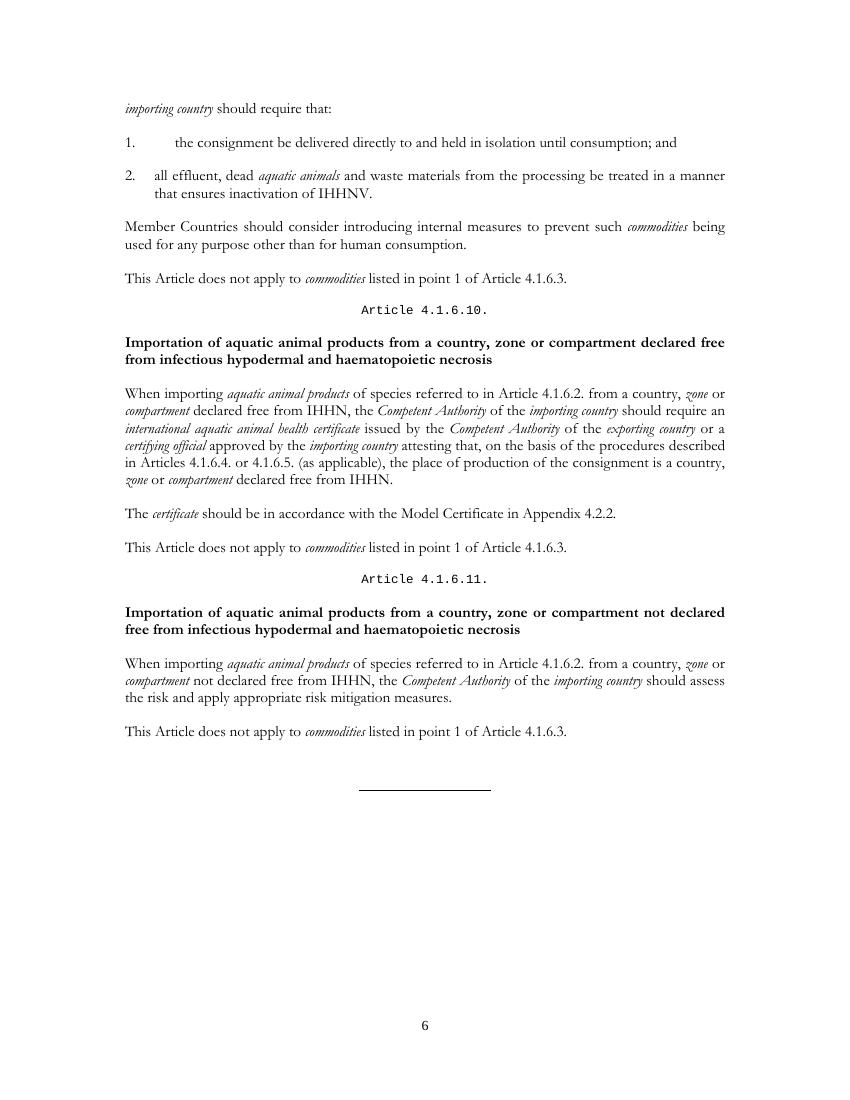 importing country should require that:
1. the consignment be delivered directly to and held in isolation until consumption; and
2. all effluent, dead aquatic animals and waste materials from the processing be treated in a manner
that ensures inactivation of IHHNV.
Member Countries should consider introducing internal measures to prevent such commodities being
used for any purpose other than for human consumption.
This Article does not apply to commodities listed in point 1 of Article 4.1.6.3.
Article 4.1.6.10.
Importation of aquatic animal products from a country, zone or compartment declared free
from infectious hypodermal and haematopoietic necrosis
When importing aquatic animal products of species referred to in Article 4.1.6.2. from a country, zone or
compartment declared free from IHHN, the Competent Authority of the importing country should require an
international aquatic animal health certificate issued by the Competent Authority of the exporting country or a
certifying official approved by the importing country attesting that, on the basis of the procedures described
in Articles 4.1.6.4. or 4.1.6.5. (as applicable), the place of production of the consignment is a country,
zone or compartment declared free from IHHN.
The certificate should be in accordance with the Model Certificate in Appendix 4.2.2.
This Article does not apply to commodities listed in point 1 of Article 4.1.6.3.
Article 4.1.6.11.
Importation of aquatic animal products from a country, zone or compartment not declared
free from infectious hypodermal and haematopoietic necrosis
When importing aquatic animal products of species referred to in Article 4.1.6.2. from a country, zone or
compartment not declared free from IHHN, the Competent Authority of the importing country should assess
the risk and apply appropriate risk mitigation measures.
This Article does not apply to commodities listed in point 1 of Article 4.1.6.3.
6